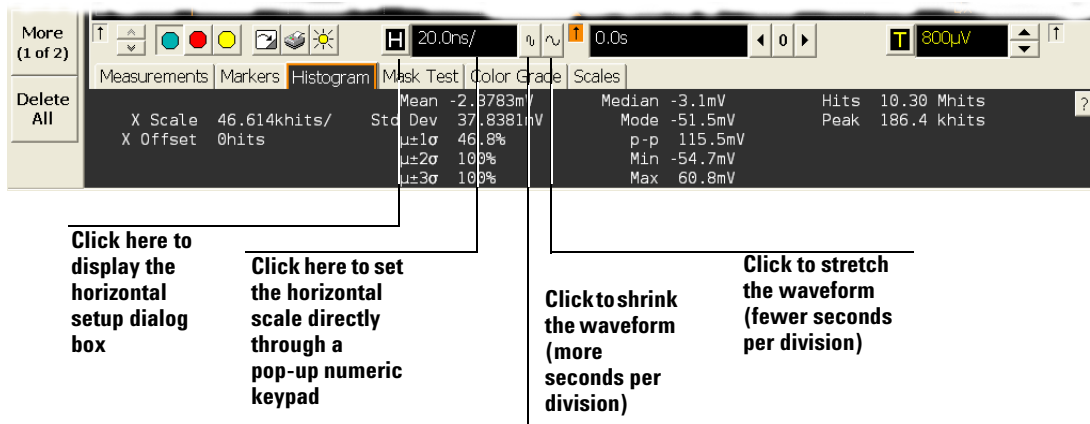 More
(1 of 2)
Delete
All
H 20.0ns/ 0.0s 0 T 800µV
Measurements Markers Histogram Mask Test Color Grade Scales
Mean -2.3783mV Median -3.1mV Hits 10.30 Mhits ?
X Scale 46.614khits/ Std Dev 37.8381mV Mode -51.5mV Peak 186.4 khits
X Offset 0hits µ±1σ 46.8% p-p 115.5mV
µ±2σ 100% Min -54.7mV
µ±3σ 100% Max 60.8mV
Click here to
display the
horizontal
setup dialog
box
Click here to set
the horizontal
scale directly
through a
pop-up numeric
keypad
Click to shrink
the waveform
(more
seconds per
division)
Click to stretch
the waveform
(fewer seconds
per division)